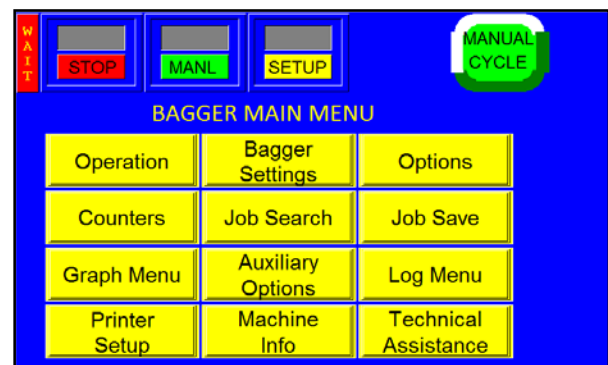 WAIT
STOP
MANL
SETUP
MANUAL
CYCLE
BAGGER MAIN MENU
Operation
Bagger
Settings
Options
Counters
Job Search
Job Save
Graph Menu
Auxiliary
Options
Log Menu
Printer
Setup
Machine
Info
Technical
Assistance